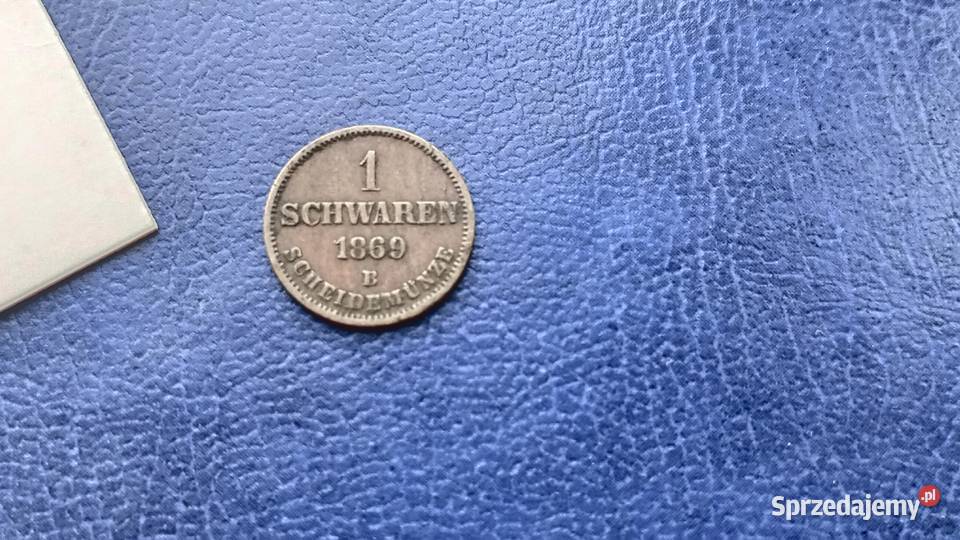 1
SCHWAREN
1869
B
SCHEIDEMÜNZE
Sprzedajemy.pl